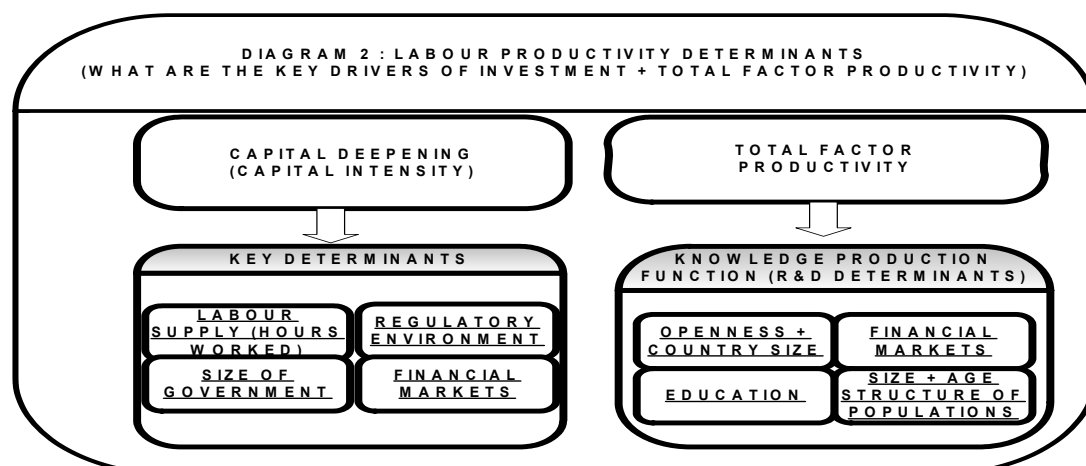 DIAGRAM 2 : LABOUR PRODUCTIVITY DETERMINANTS
(WHAT ARE THE KEY DRIVERS OF INVESTMENT + TOTAL FACTOR PRODUCTIVITY)
CAPITAL DEEPENING
(CAPITAL INTENSITY)
TOTAL FACTOR
PRODUCTIVITY
KEY DETERMINANTS
LABOUR
SUPPLY (HOURS
WORKED)
REGULATORY
ENVIRONMENT
SIZE OF
GOVERNMENT
FINANCIAL
MARKETS
KNOWLEDGE PRODUCTION
FUNCTION (R&D DETERMINANTS)
OPENNESS +
COUNTRY SIZE
FINANCIAL
MARKETS
EDUCATION
SIZE + AGE
STRUCTURE OF
POPULATIONS